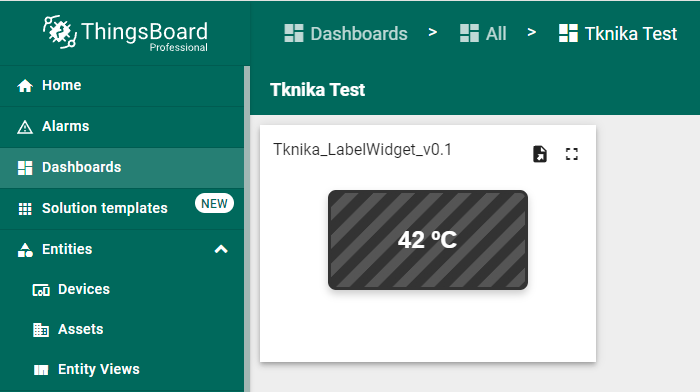 ThingsBoard
Professional
Dashboards > All > Tknika Test
Home
Alarms
Dashboards
Solution templates NEW
Entities
Devices
Assets
Entity Views
Tknika Test
Tknika_LabelWidget_v0.1
42 ºC